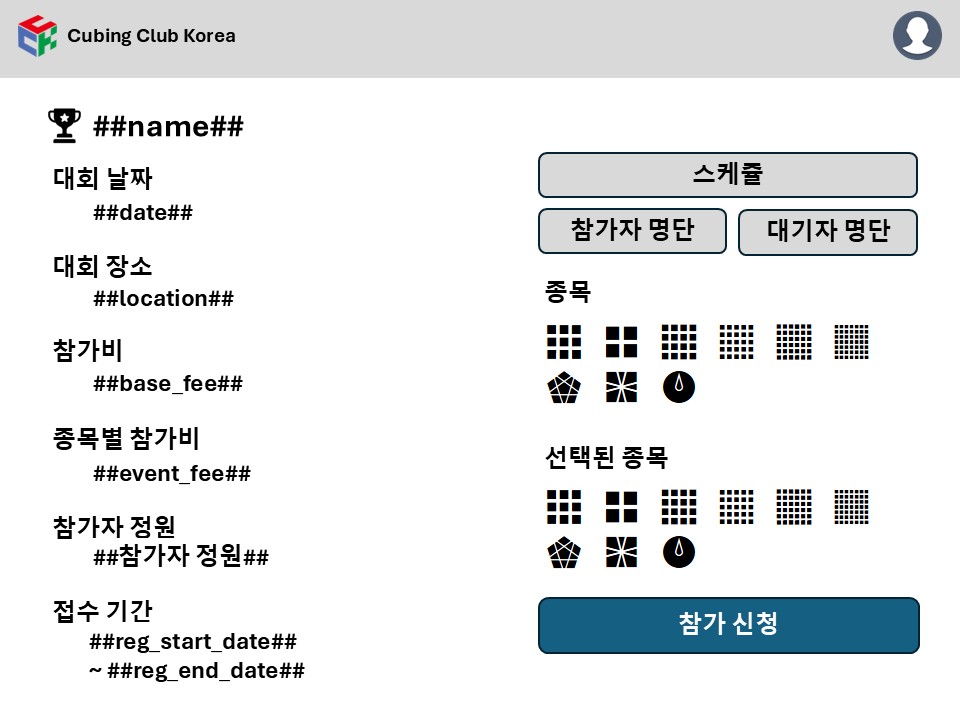 Cubing Club Korea
##name##
대회 날짜
##date##
대회 장소
##location##
참가비
##base_fee##
종목별 참가비
##event_fee##
참가자 정원
##참가자 정원##
접수 기간
##reg_start_date##
~ ##reg_end_date##
스케쥴
참가자 명단
대기자 명단
종목
선택된 종목
참가 신청